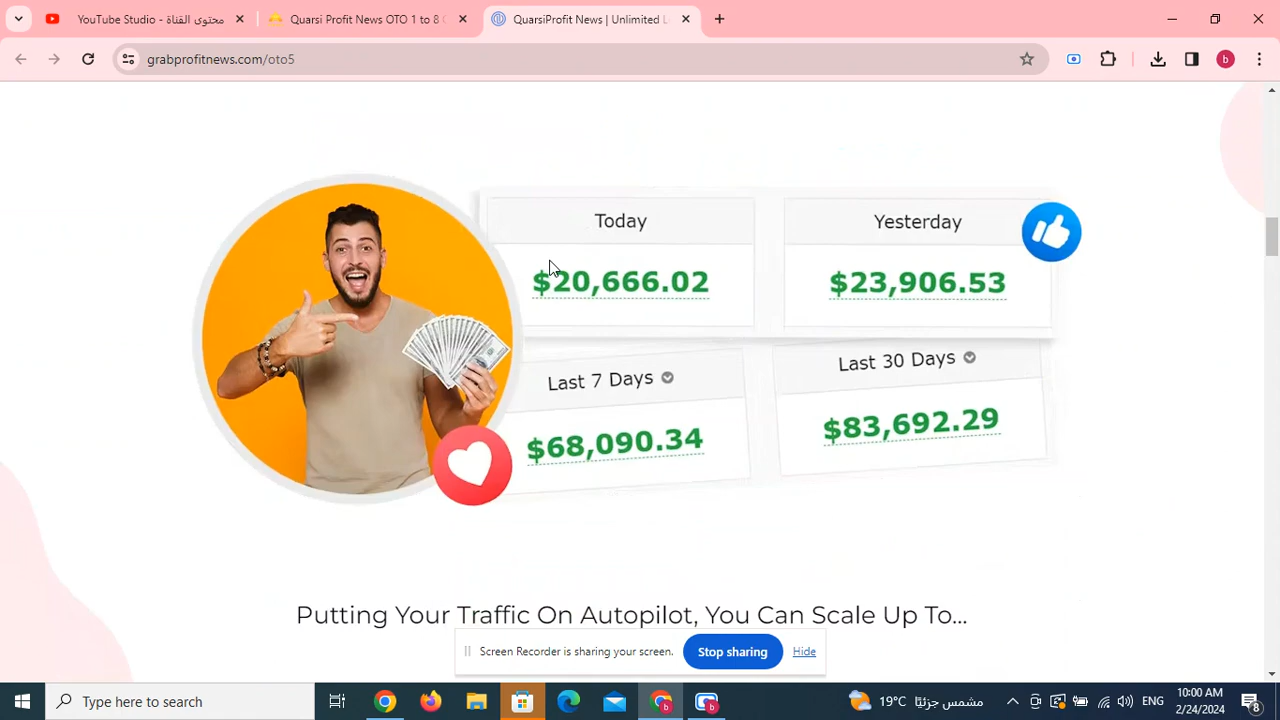 YouTube Studio - محتوى القناة
Quarsi Profit News OTO 1 to 8 O
QuarsiProfit News | Unlimited L
grabprofitnews.com/oto5
b
Today
Yesterday
$20,666.02
$23,906.53
Last 7 Days
Last 30 Days
$68,090.34
$83,692.29
Putting Your Traffic On Autopilot, You Can Scale Up To...
Screen Recorder is sharing your screen.
Stop sharing
Hide
Type here to search
19°C مشمس جزئيًا
ENG
10:00 AM
2/24/2024
8